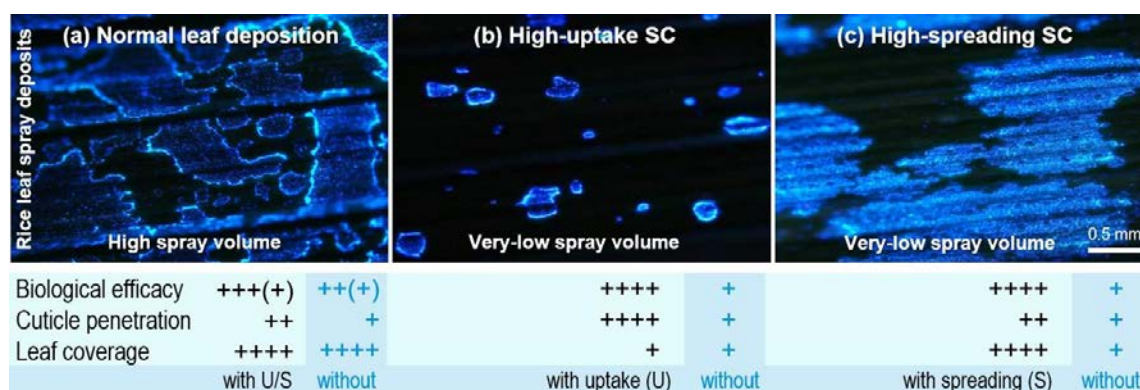 Rice leaf spray deposits
(a) Normal leaf deposition
High spray volume
(b) High-uptake SC
Very-low spray volume
(c) High-spreading SC
Very-low spray volume
0.5 mm
Biological efficacy +++(+) ++(+) ++++ + ++++ +
Cuticle penetration ++ + ++++ + ++ +
Leaf coverage ++++ ++++ + + ++++ +
with U/S without with uptake (U) without with spreading (S) without